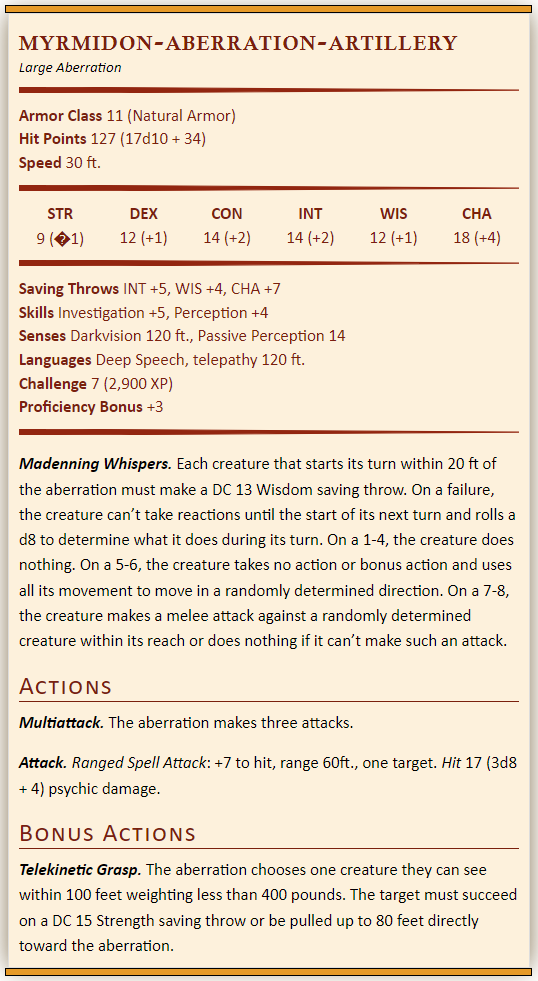 MYRMIDON-ABERRATION-ARTILLERY
Large Aberration
Armor Class 11 (Natural Armor)
Hit Points 127 (17d10 + 34)
Speed 30 ft.
STR DEX CON INT WIS CHA
9 (�1) 12 (+1) 14 (+2) 14 (+2) 12 (+1) 18 (+4)
Saving Throws INT +5, WIS +4, CHA +7
Skills Investigation +5, Perception +4
Senses Darkvision 120 ft., Passive Perception 14
Languages Deep Speech, telepathy 120 ft.
Challenge 7 (2,900 XP)
Proficiency Bonus +3
Madenning Whispers. Each creature that starts its turn within 20 ft of
the aberration must make a DC 13 Wisdom saving throw. On a failure,
the creature can't take reactions until the start of its next turn and rolls a
d8 to determine what it does during its turn. On a 1-4, the creature does
nothing. On a 5-6, the creature takes no action or bonus action and uses
all its movement to move in a randomly determined direction. On a 7-8,
the creature makes a melee attack against a randomly determined
creature within its reach or does nothing if it can't make such an attack.
ACTIONS
Multiattack. The aberration makes three attacks.
Attack. Ranged Spell Attack: +7 to hit, range 60ft., one target. Hit 17 (3d8
+ 4) psychic damage.
BONUS ACTIONS
Telekinetic Grasp. The aberration chooses one creature they can see
within 100 feet weighting less than 400 pounds. The target must succeed
on a DC 15 Strength saving throw or be pulled up to 80 feet directly
toward the aberration.